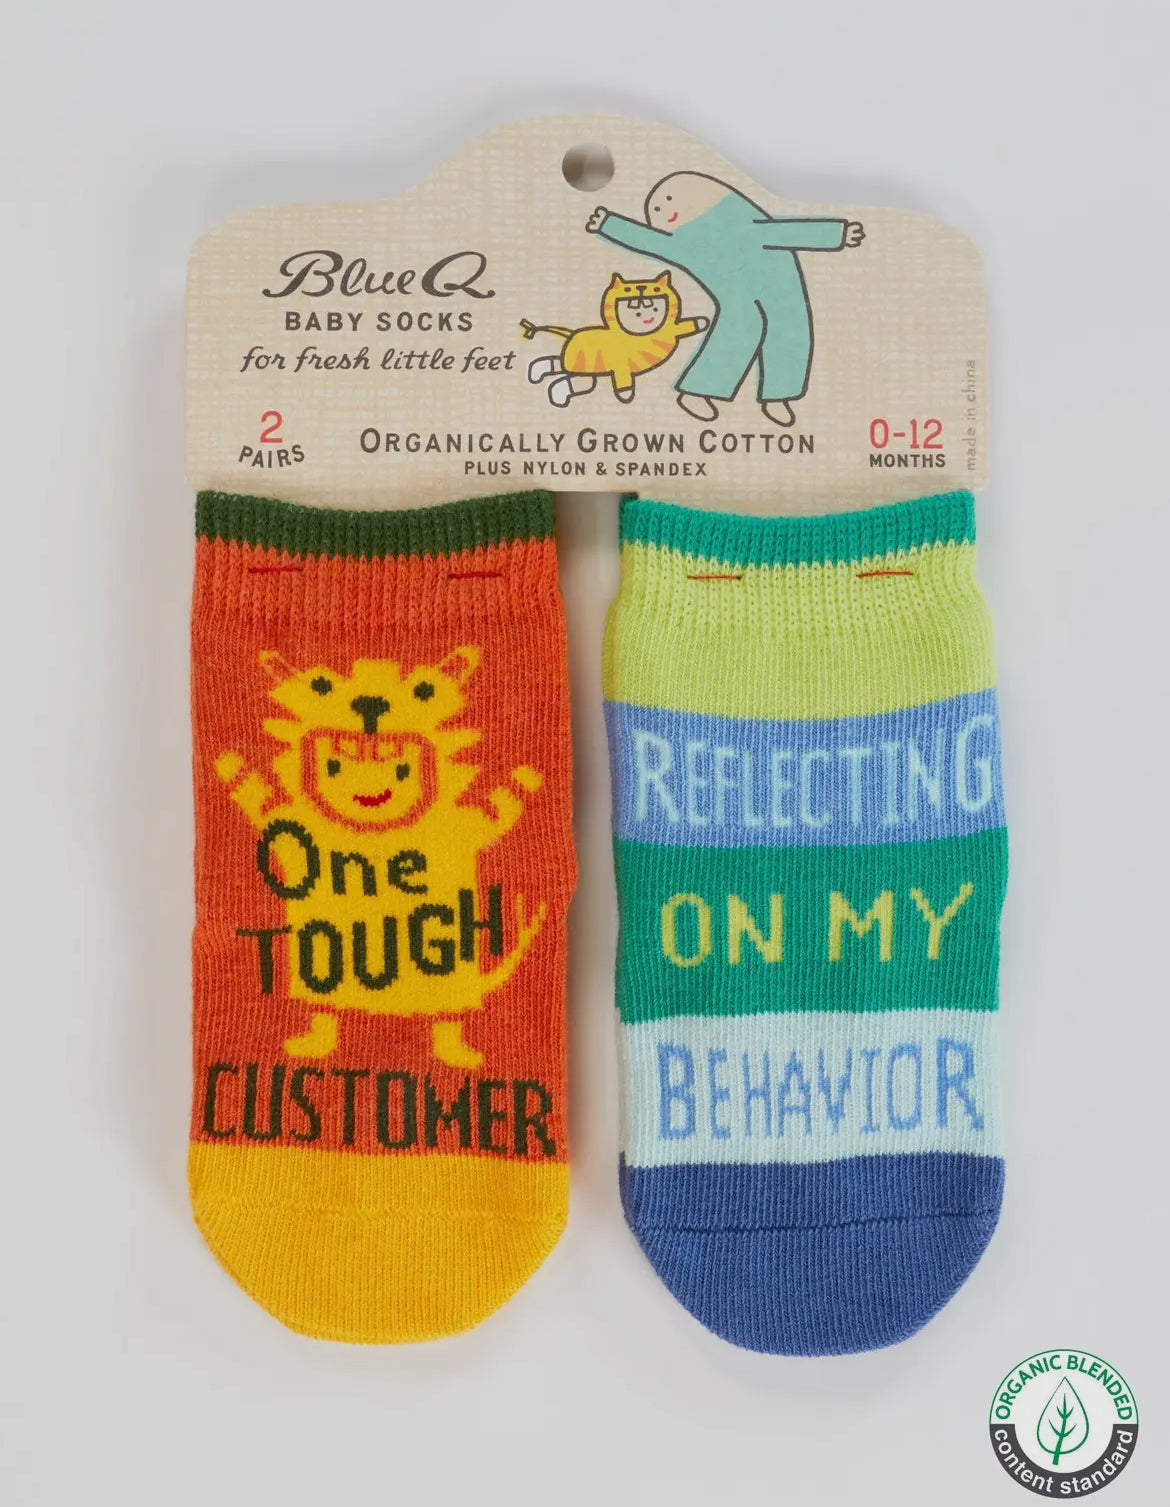 Blue Q
BABY SOCKS
for fresh little feet
2
PAIRS
ORGANICALLY GROWN COTTON
PLUS NYLON & SPANDEX
0-12
MONTHS
made in china
One
TOUGH
CUSTOMER
REFLECTING
ON MY
BEHAVIOR
ORGANIC BLENDED
content standard